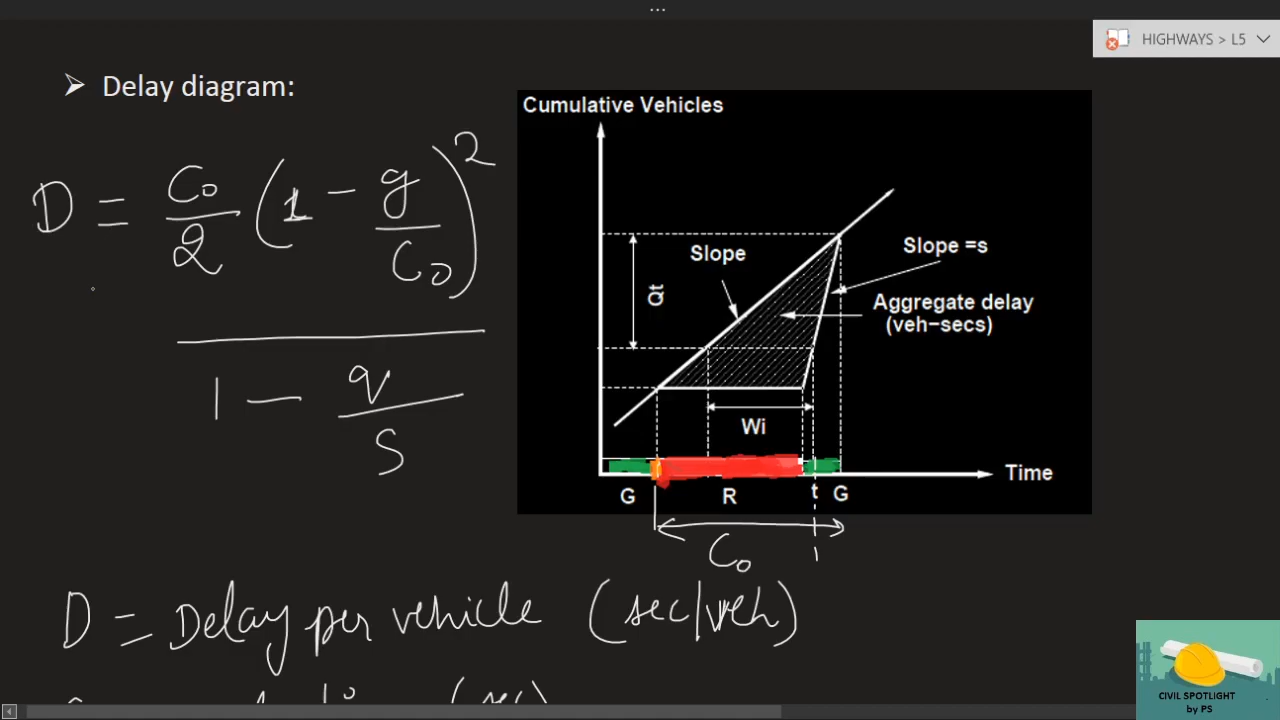 ...
HIGHWAYS > L5
➤ Delay diagram:
D = C₀/2 (1 - g/C₀)²
1 - q/s
Cumulative Vehicles
Slope
Slope =s
Qt
Aggregate delay
(veh−secs)
Wi
Time
G R t G
C₀
D = Delay per vehicle (sec/veh)
(sec)
CIVIL SPOTLIGHT
by PS